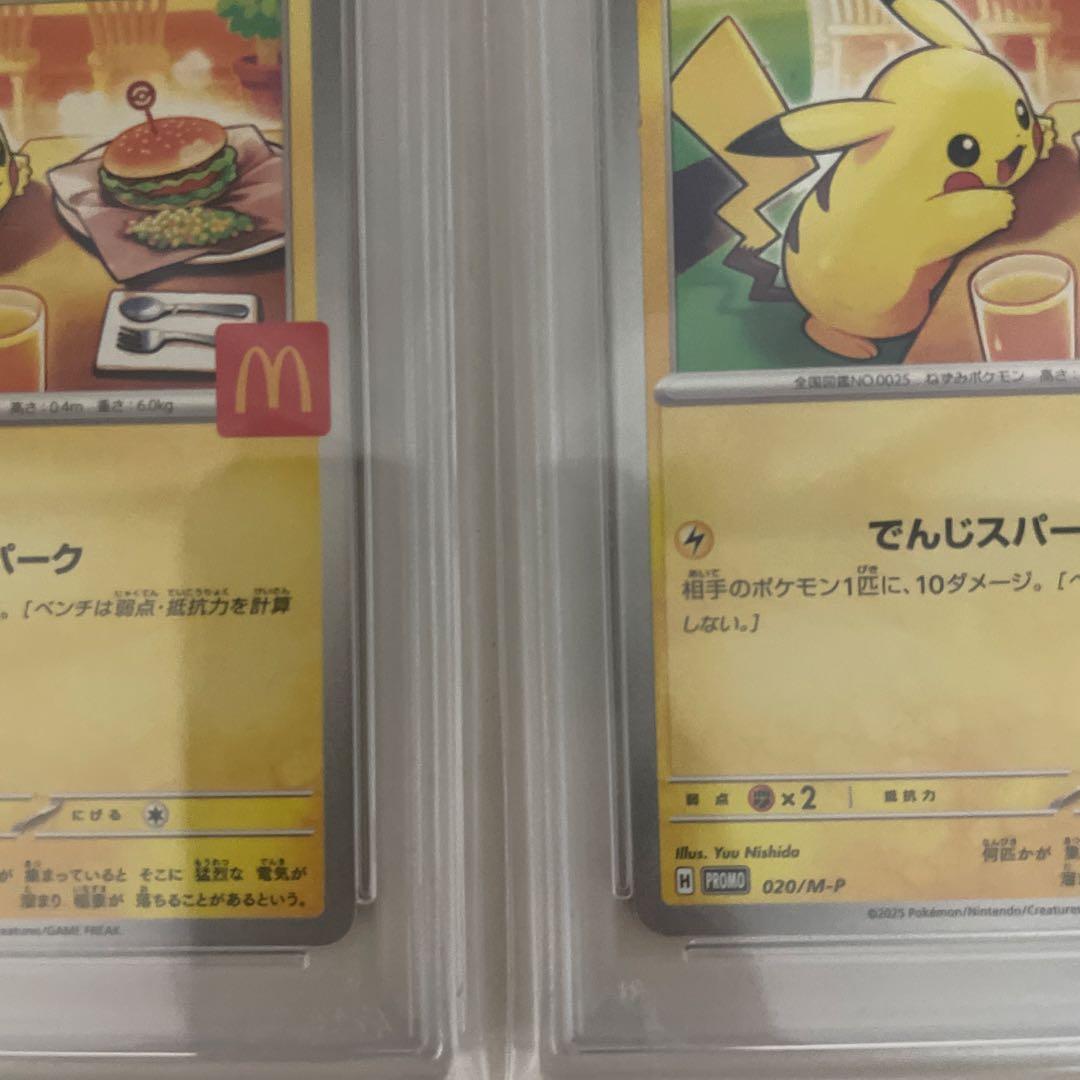 高さ：0.4m 重さ：6.0kg
パーク
。[ベンチは弱点・抵抗力を計算
にげる
が 集まっていると そこに 猛烈な 電気が
溜まり 稲妻が 落ちることがあるという。
eatures/GAME FREAK.
全国図鑑NO.0025 ねずみポケモン 高さ：
でんじスパー
相手のポケモン1匹に、10ダメージ。[ベ
しない。]
弱点 ×2 抵抗力
Illus. Yuu Nishida
何匹かが 集
H PROMO 020/M-P
溜
©2025 Pokémon/Nintendo/Creatures